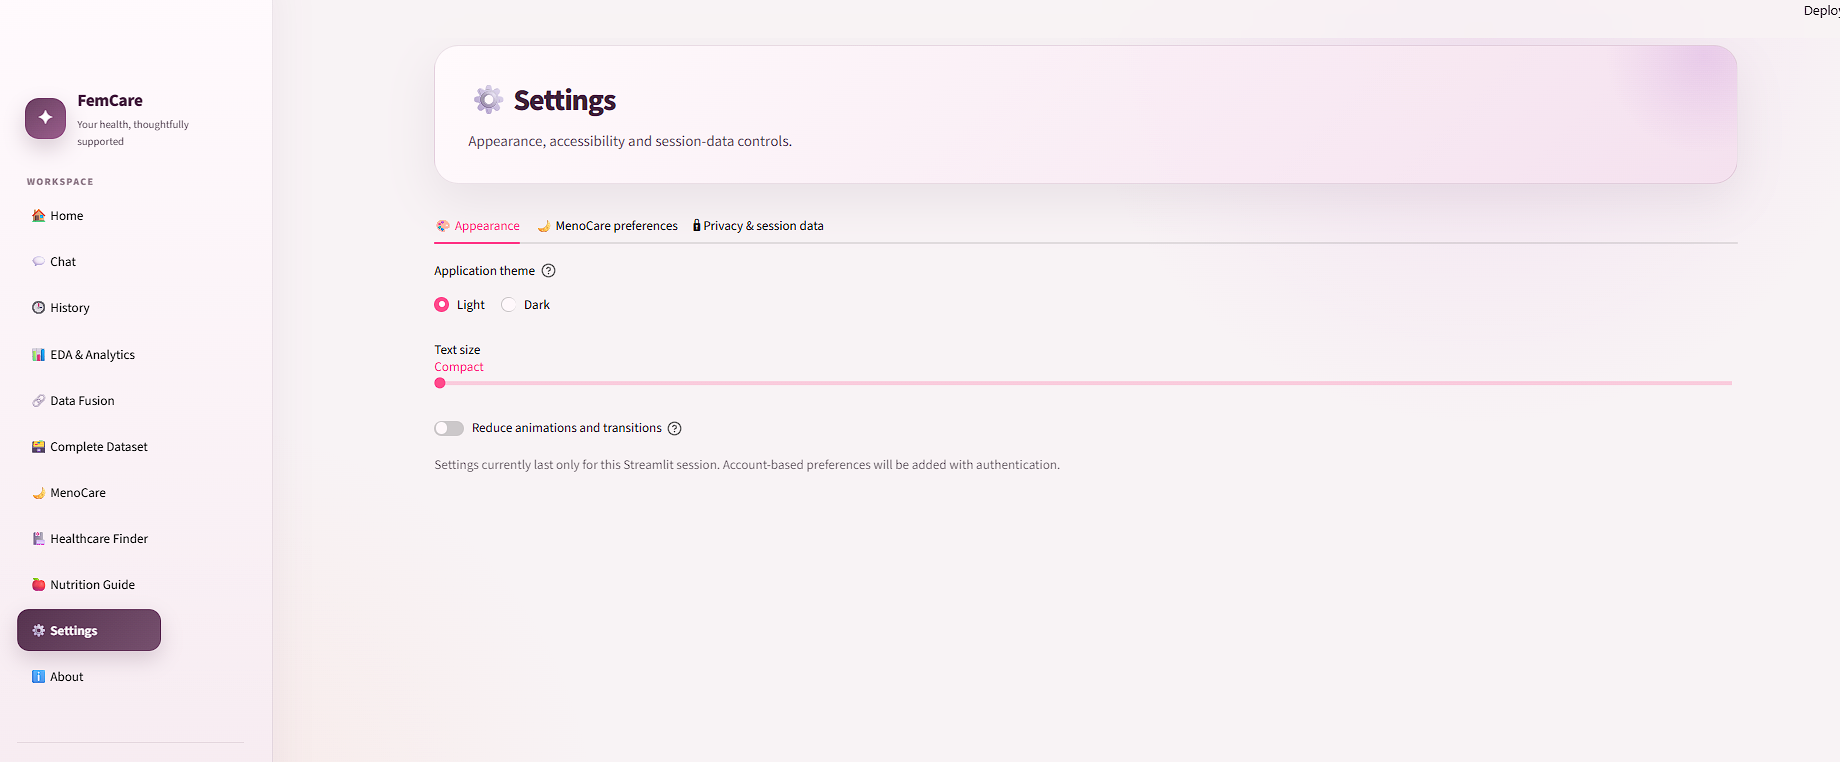 Deploy
FemCare
Your health, thoughtfully
supported
WORKSPACE
Home
Chat
History
EDA & Analytics
Data Fusion
Complete Dataset
MenoCare
Healthcare Finder
Nutrition Guide
Settings
About
Settings
Appearance, accessibility and session-data controls.
Appearance MenoCare preferences Privacy & session data
Application theme
Light Dark
Text size
Compact
Reduce animations and transitions
Settings currently last only for this Streamlit session. Account-based preferences will be added with authentication.